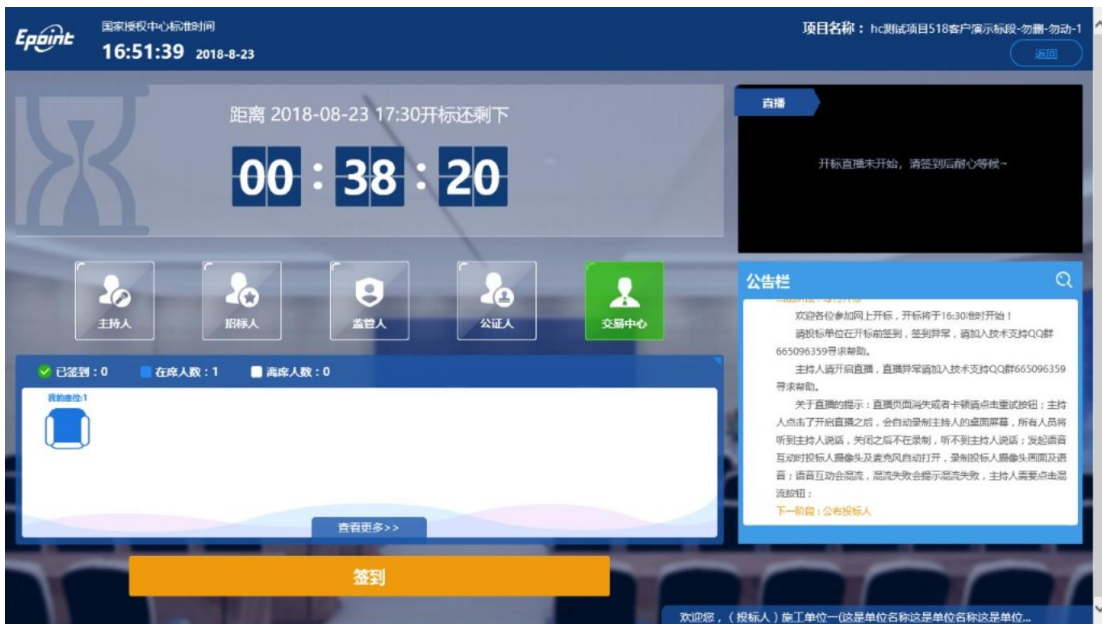 Epoint
国家授权中心标准时间
16:51:39 2018-8-23
项目名称：hc测试项目518客户演示标段-勿删-勿动-1
返回
距离 2018-08-23 17:30开标还剩下
00 : 38 : 20
直播
开标直播未开始，请签到后耐心等候~
主持人
招标人
监管人
公证人
交易中心
公告栏
欢迎各位参加网上开标，开标将于16:30准时开始！
请投标单位在开标前签到，签到异常，请加入技术支持QQ群
665096359寻求帮助。
主持人请开启直播，直播异常请加入技术支持QQ群665096359
寻求帮助。
关于直播的提示：直播页面消失或者卡顿请点击重试按钮；主持
人点击了开启直播之后，会自动录制主持人的桌面屏幕，所有人员将
听到主持人说话，关闭之后不在录制，听不到主持人说话；发起语音
互动时投标人摄像头及麦克风自动打开，录制投标人摄像头画面及语
音；语音互动会混流，混流失败会提示混流失败，主持人需要点击混
流按钮；
下一阶段：公布投标人
已签到：0 在席人数：1 离席人数：0
我的座位:1
查看更多>>
签到
欢迎您，（投标人）施工单位一(这是单位名称这是单位名称这是单位...